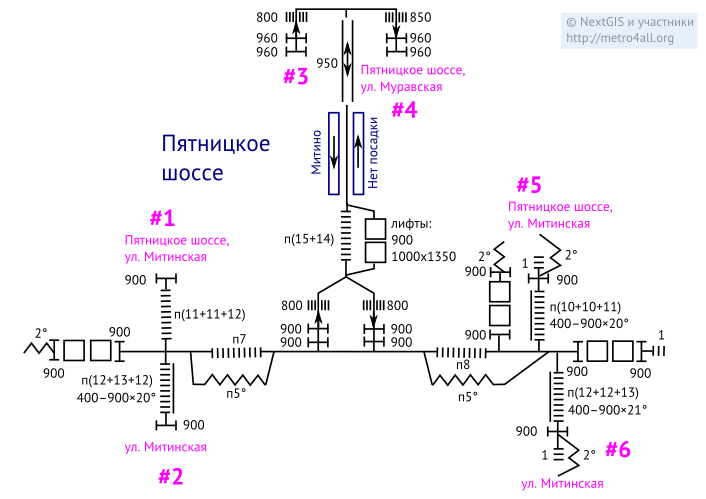 800
850
© NextGIS и участники
http://metro4all.org
960
960
960
960
950
#3
Пятницкое шоссе,
ул. Муравская
#4
Пятницкое
шоссе
Митино
Нет посадки
#5
Пятницкое шоссе,
ул. Митинская
#1
Пятницкое шоссе,
ул. Митинская
п(15+14)
лифты:
900
1000x1350
2°
1
2°
900
900
900
п(11+11+12)
800
800
п(10+10+11)
400–900×20°
2°
900
900
900
900
900
900
900
п7
п8
1
900
900
900
п(12+13+12)
400–900×20°
п5°
п5°
п(12+12+13)
400–900×21°
900
900
ул. Митинская
#2
1
2°
#6
ул. Митинская